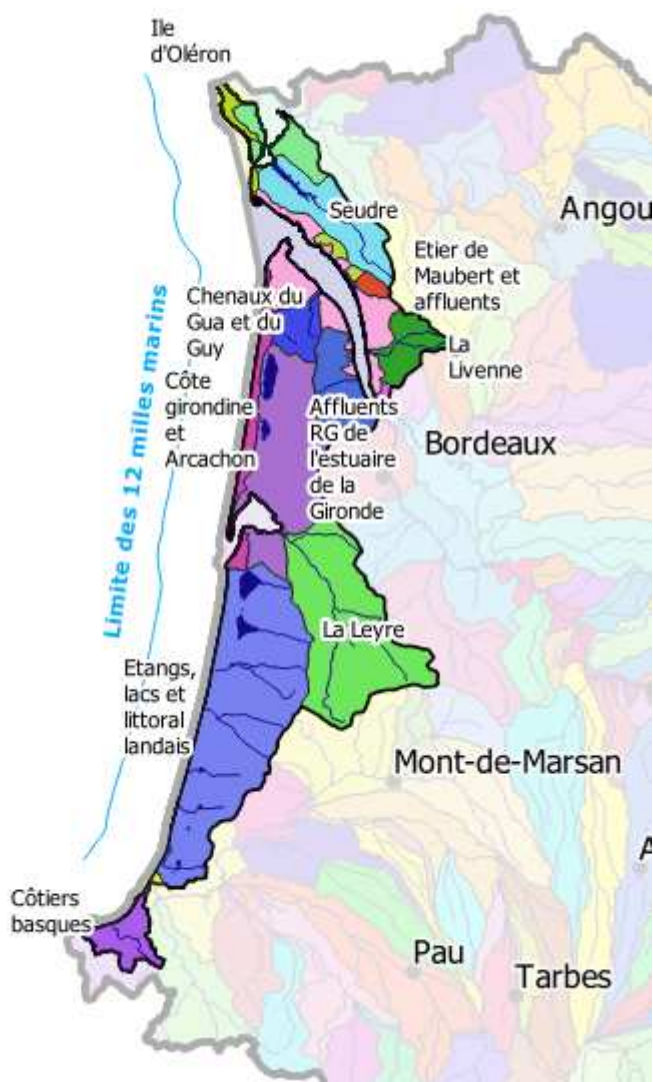 Ile
d'Oléron
Angou
Seudre
Etier de
Maubert et
affluents
Chenaux du
Gua et du
Guy
La
Livenne
Limite des 12 milles marins
Côte
girondine
et
Arcachon
Affluents
RG de
l'estuaire
de la
Gironde
Bordeaux
La Leyre
Etangs,
lacs et
littoral
landais
Mont-de-Marsan
A
Côtiers
basques
Pau
Tarbes